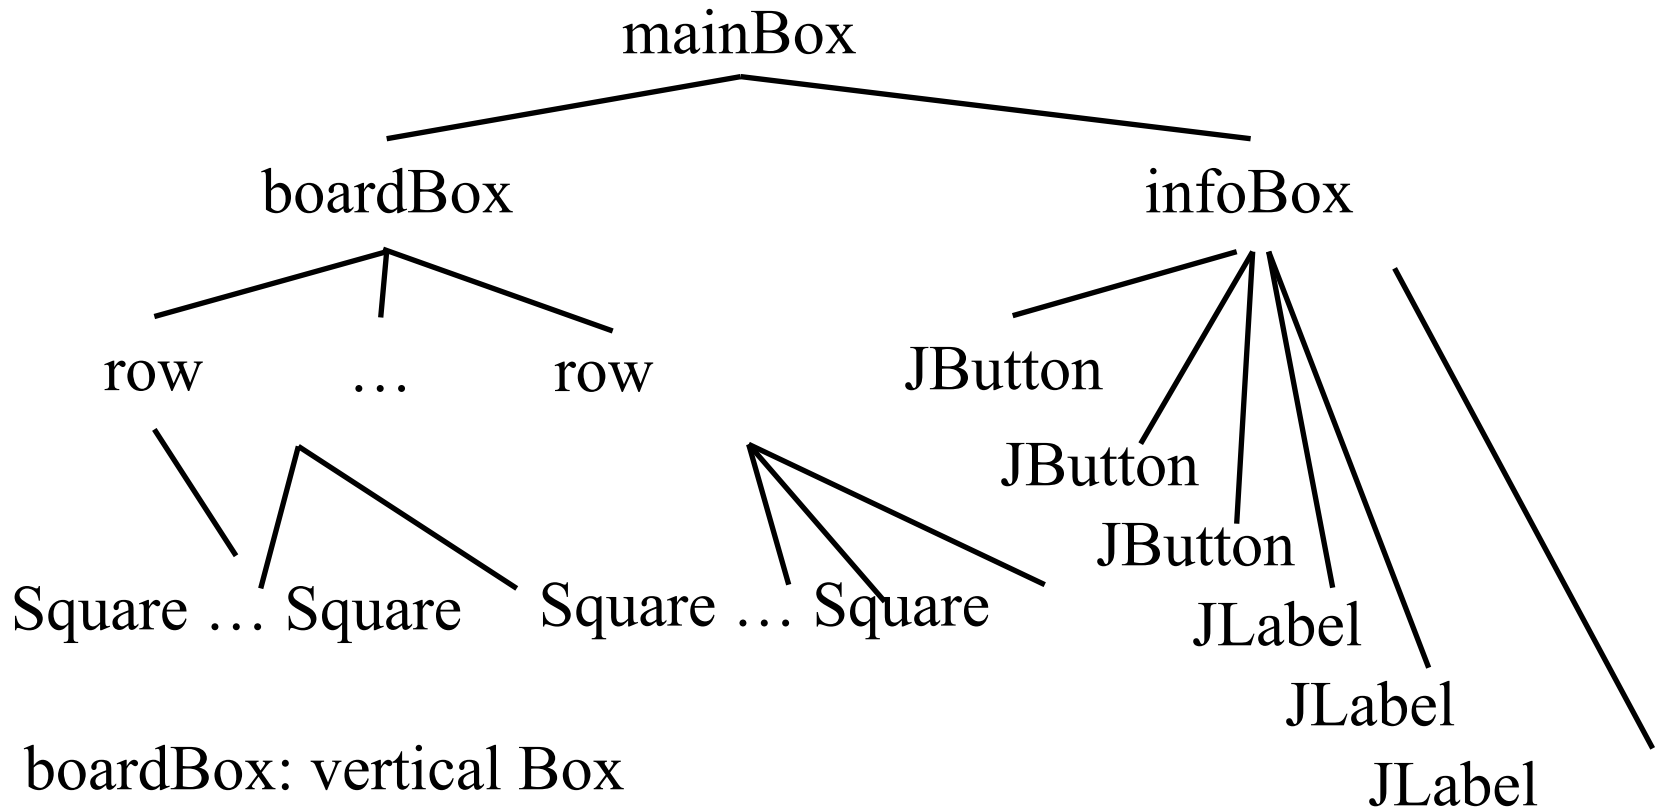 mainBox
boardBox infoBox
row … row JButton
JButton
JButton
Square … Square Square … Square
JLabel
JLabel
boardBox: vertical Box
JLabel